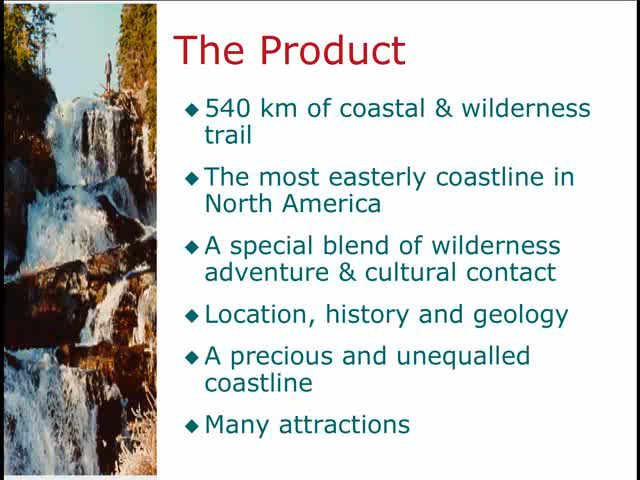 The Product
◆ 540 km of coastal & wilderness
trail
◆ The most easterly coastline in
North America
◆ A special blend of wilderness
adventure & cultural contact
◆ Location, history and geology
◆ A precious and unequalled
coastline
◆ Many attractions